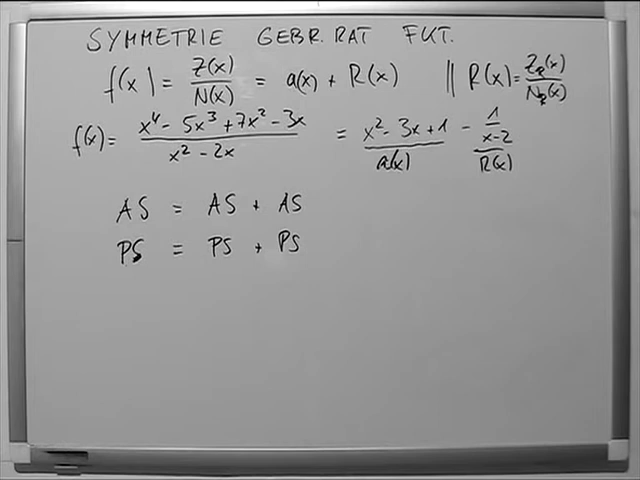 SYMMETRIE GEBR. RAT FKT.
f(x) = Z(x)/N(x) = a(x) + R(x) || R(x) = Z_R(x)/N_R(x)
f(x) = (x⁴ - 5x³ + 7x² - 3x)/(x² - 2x) = x² - 3x + 1 - 1/(x-2)
a(x) R(x)
AS = AS + AS
PS = PS + PS